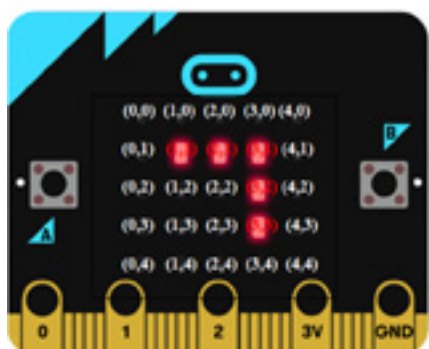 (0,0) (1,0) (2,0) (3,0) (4,0)
B
(0,1) (4,1)
(0,2) (1,2) (2,2) (4,2)
(0,3) (1,3) (2,3) (4,3)
A
(0,4) (1,4) (2,4) (3,4) (4,4)
0 1 2 3V GND